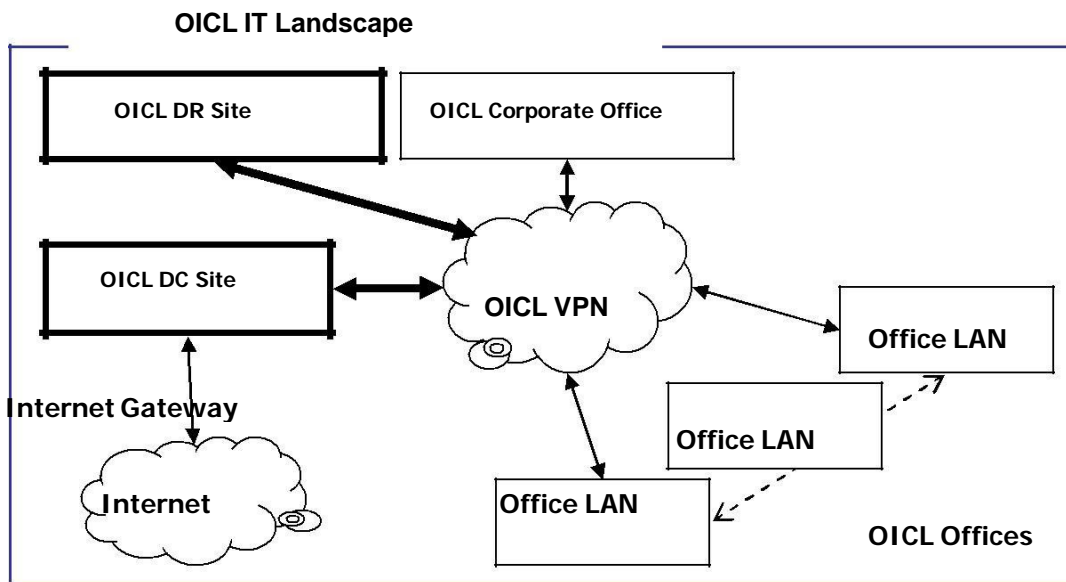 OICL IT Landscape
OICL DR Site
OICL Corporate Office
OICL DC Site
OICL VPN
Office LAN
Internet Gateway
Office LAN
Internet
Office LAN
OICL Offices